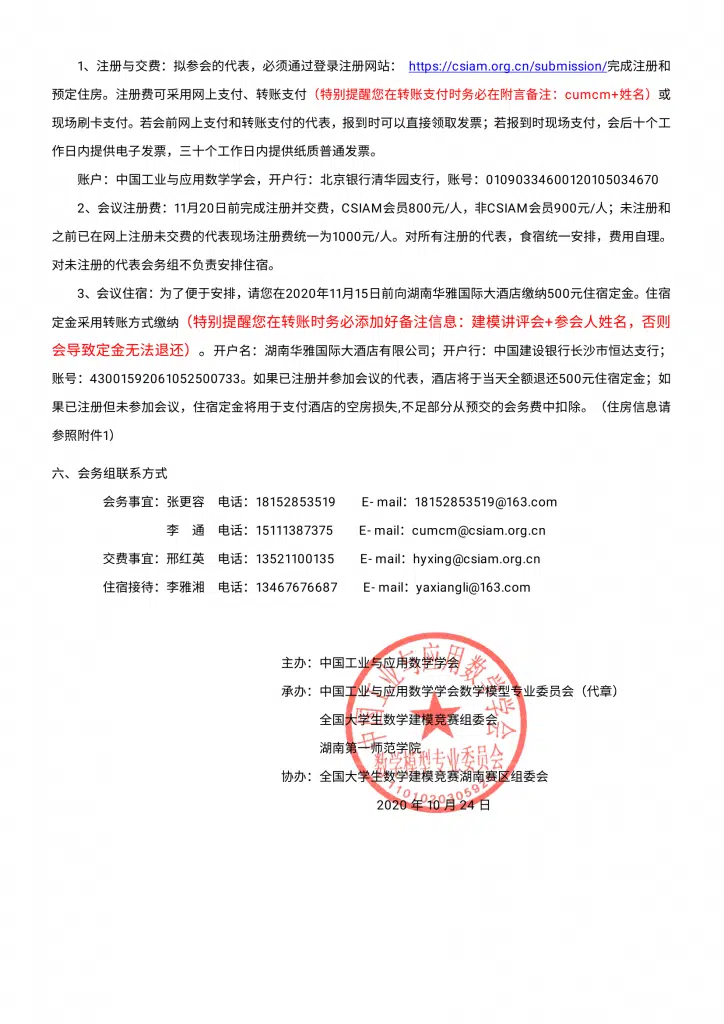 1、注册与交费：拟参会的代表，必须通过登录注册网站： https://csiam.org.cn/submission/完成注册和
预定住房。注册费可采用网上支付、转账支付（特别提醒您在转账支付时务必在附言备注：cumcm+姓名）或
现场刷卡支付。若会前网上支付和转账支付的代表，报到时可以直接领取发票；若报到时现场支付，会后十个工
作日内提供电子发票，三十个工作日内提供纸质普通发票。
账户：中国工业与应用数学学会，开户行：北京银行清华园支行，账号：01090334600120105034670
2、会议注册费：11月20日前完成注册并交费，CSIAM会员800元/人，非CSIAM会员900元/人；未注册和
之前已在网上注册未交费的代表现场注册费统一为1000元/人。对所有注册的代表，食宿统一安排，费用自理。
对未注册的代表会务组不负责安排住宿。
3、会议住宿：为了便于安排，请您在2020年11月15日前向湖南华雅国际大酒店缴纳500元住宿定金。住宿
定金采用转账方式缴纳（特别提醒您在转账时务必添加好备注信息：建模讲评会+参会人姓名，否则
会导致定金无法退还）。开户名：湖南华雅国际大酒店有限公司；开户行：中国建设银行长沙市恒达支行；
账号：43001592061052500733。如果已注册并参加会议的代表，酒店将于当天全额退还500元住宿定金；如
果已注册但未参加会议，住宿定金将用于支付酒店的空房损失,不足部分从预交的会务费中扣除。（住房信息请
参照附件1）
六、会务组联系方式
会务事宜：张更容 电话：18152853519 E- mail：18152853519@163.com
李 通 电话：15111387375 E- mail：cumcm@csiam.org.cn
交费事宜：邢红英 电话：13521100135 E- mail：hyxing@csiam.org.cn
住宿接待：李雅湘 电话：13467676687 E- mail：yaxiangli@163.com
主办：中国工业与应用数学学会
承办：中国工业与应用数学学会数学模型专业委员会（代章）
全国大学生数学建模竞赛组委会
湖南第一师范学院
协办：全国大学生数学建模竞赛湖南赛区组委会
2020 年 10 月 24 日
中国工业与应用数学学会
数学模型专业委员会